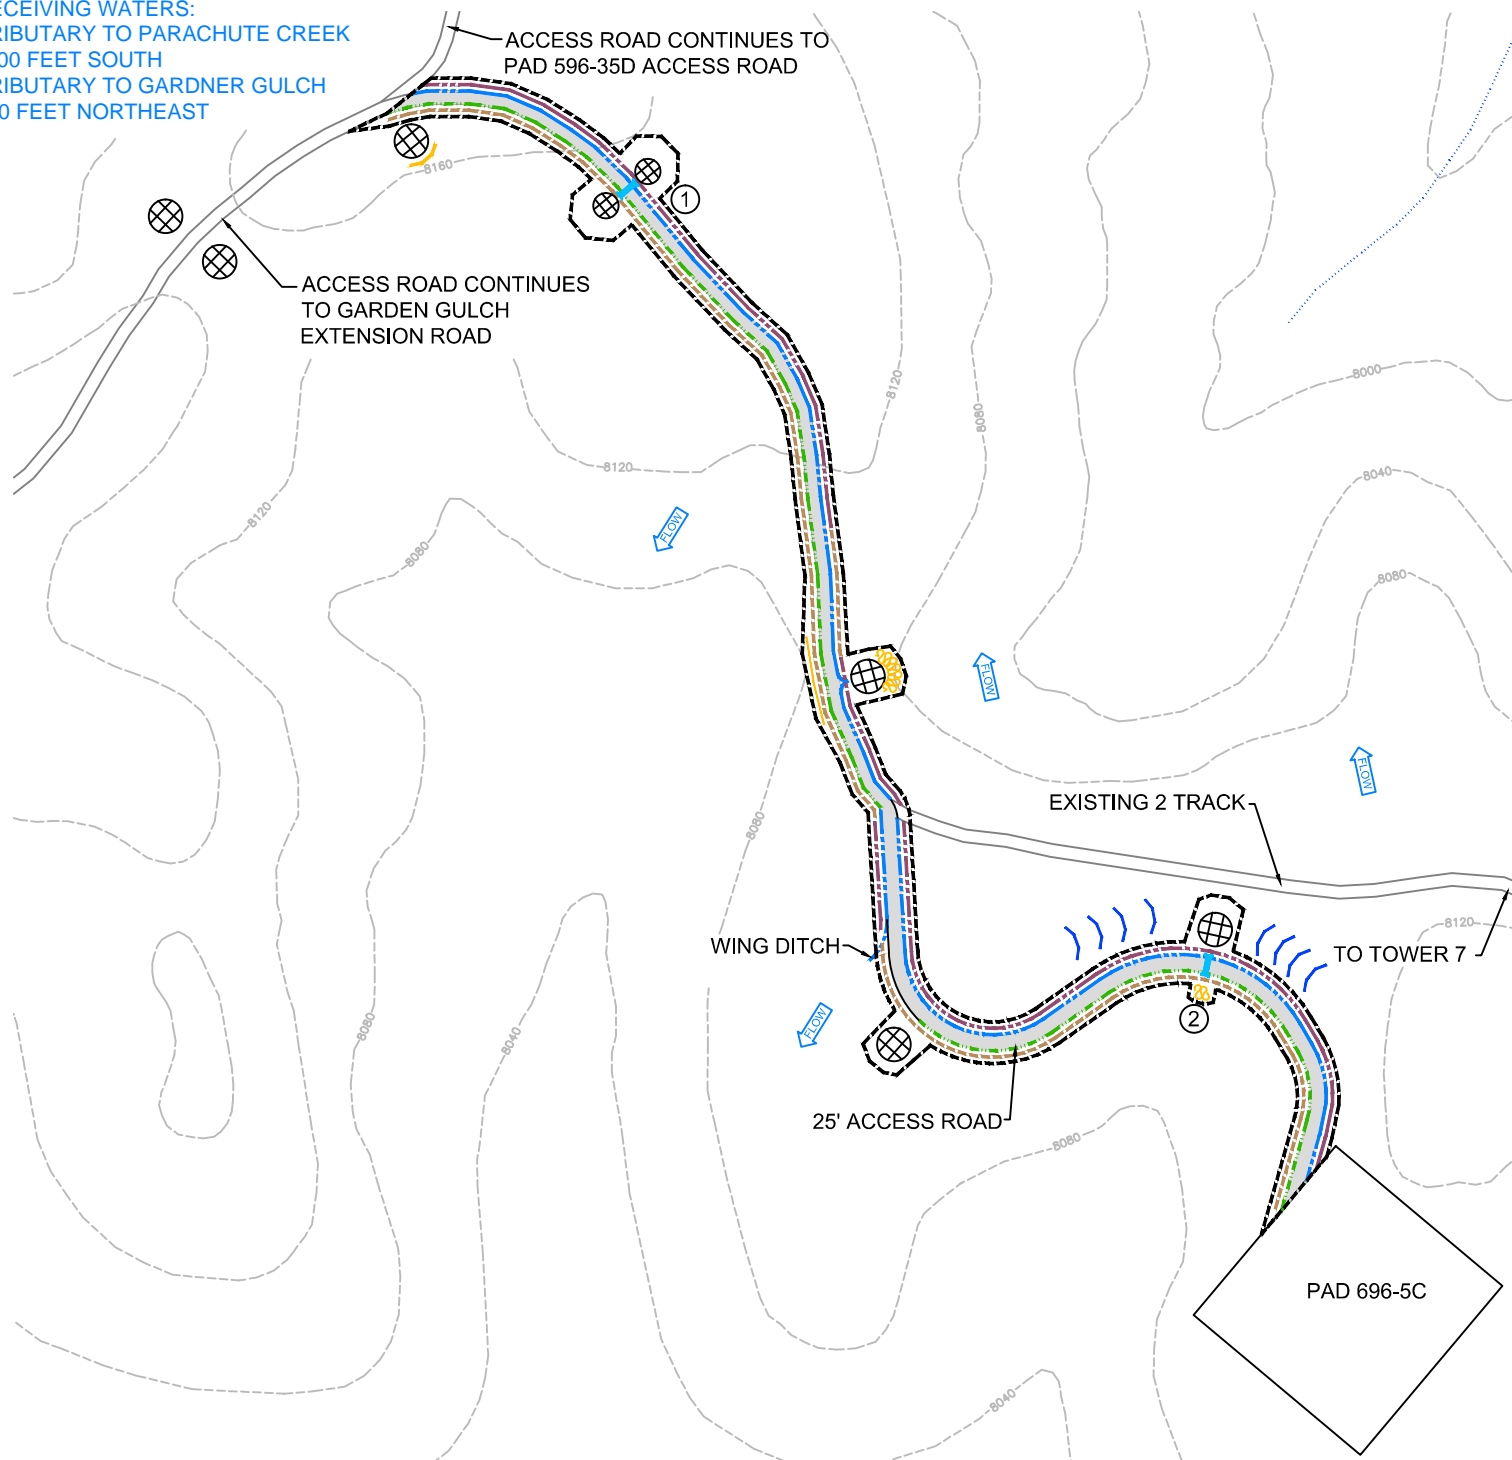 ECEIVING WATERS:
RIBUTARY TO PARACHUTE CREEK
00 FEET SOUTH
RIBUTARY TO GARDNER GULCH
0 FEET NORTHEAST
ACCESS ROAD CONTINUES TO
PAD 596-35D ACCESS ROAD
8160
1
ACCESS ROAD CONTINUES
TO GARDEN GULCH
EXTENSION ROAD
8000
8120
8080
8120
8040
8120
FLOW
8080
8080
FLOW
FLOW
EXISTING 2 TRACK
8080
8120
WING DITCH
TO TOWER 7
FLOW
2
8080
8040
25' ACCESS ROAD
8080
PAD 696-5C
8040